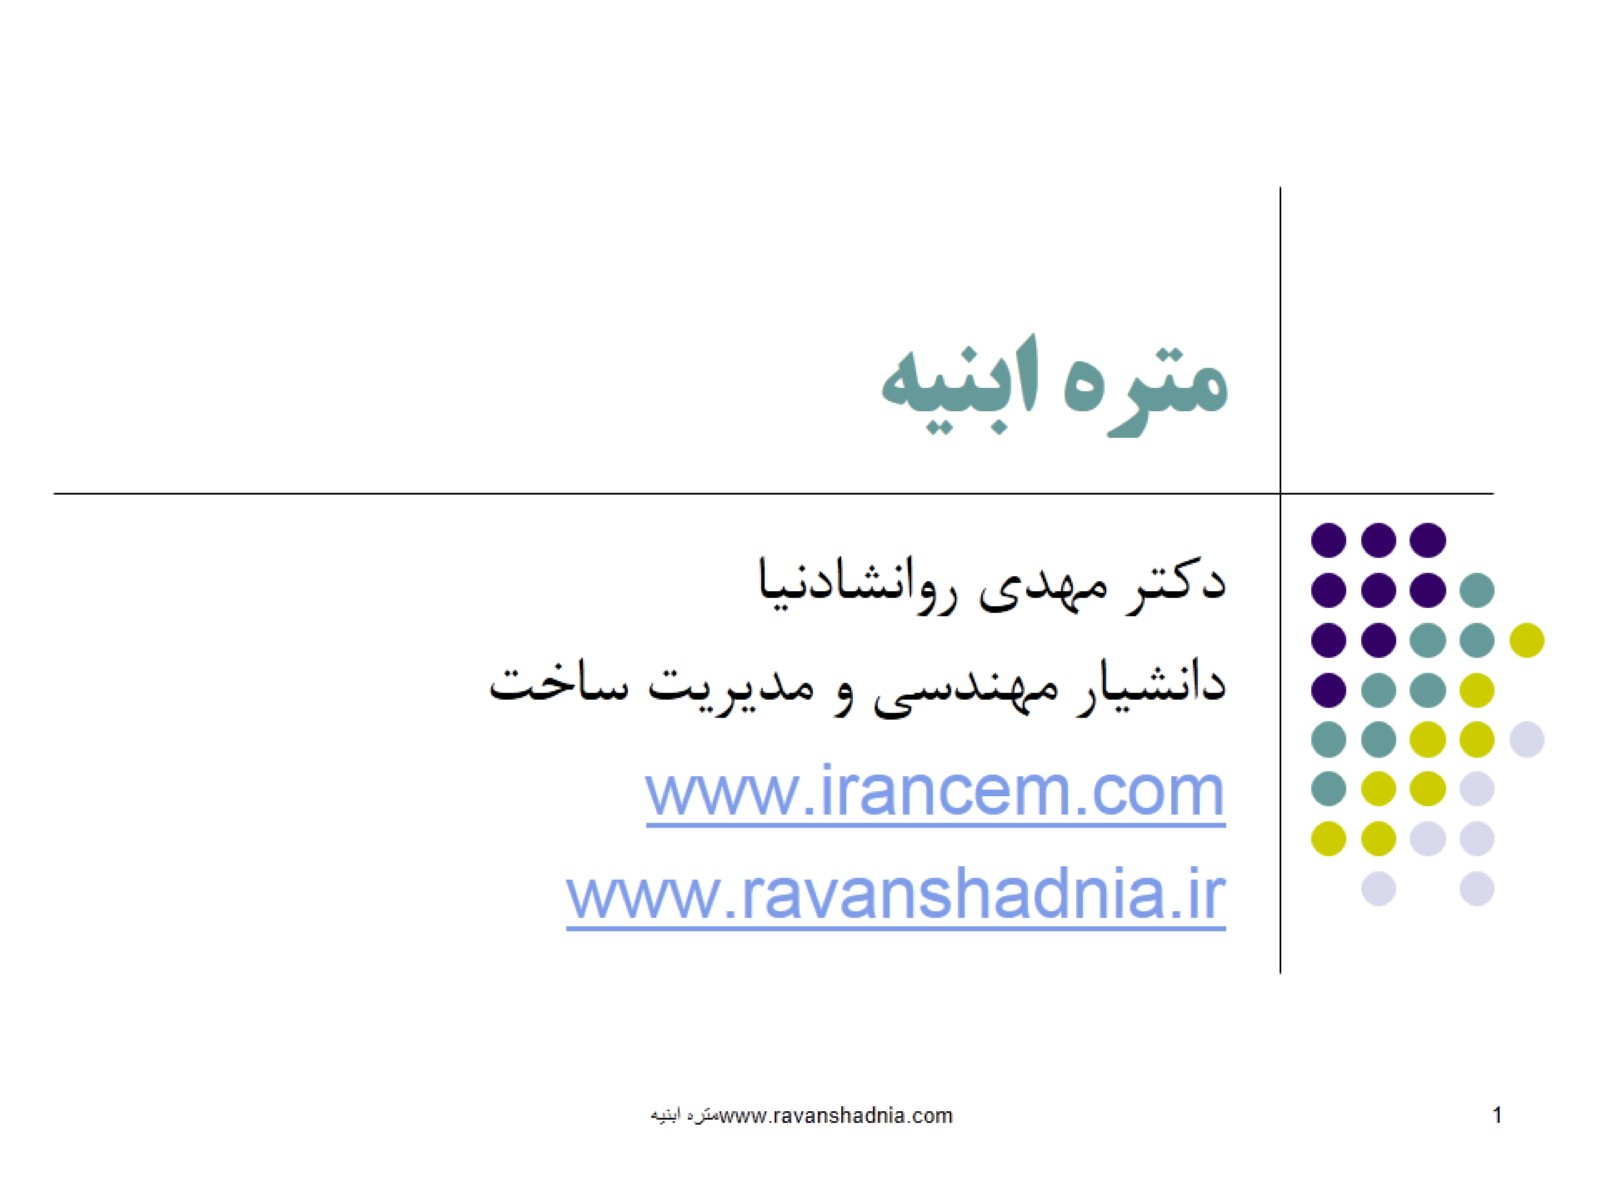 متره ابنیه
دکتر مهدی روانشادنیا
دانشیار مهندسی و مدیریت ساخت
www.irancem.com
www.ravanshadnia.ir
www.ravanshadnia.comمتره ابنیه
1